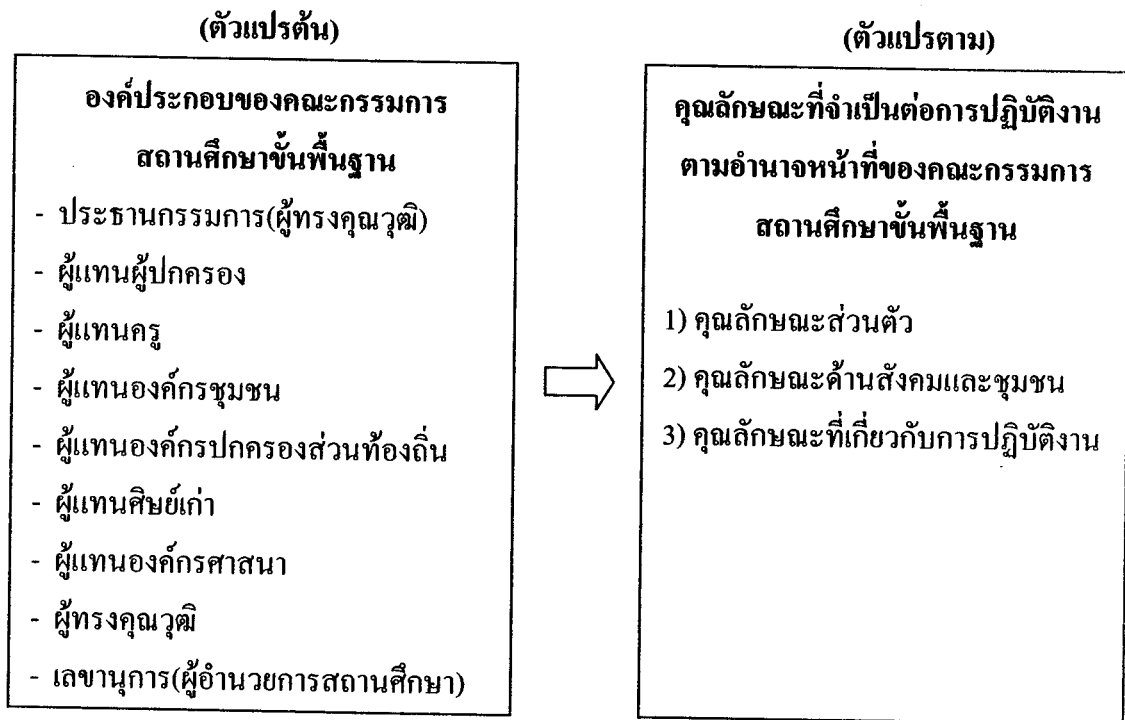 (ตัวแปรต้น)
องค์ประกอบของคณะกรรมการ
สถานศึกษาขั้นพื้นฐาน
- ประธานกรรมการ(ผู้ทรงคุณวุฒิ)
- ผู้แทนผู้ปกครอง
- ผู้แทนครู
- ผู้แทนองค์กรชุมชน
- ผู้แทนองค์กรปกครองส่วนท้องถิ่น
- ผู้แทนศิษย์เก่า
- ผู้แทนองค์กรศาสนา
- ผู้ทรงคุณวุฒิ
- เลขานุการ(ผู้อำนวยการสถานศึกษา)
(ตัวแปรตาม)
คุณลักษณะที่จำเป็นต่อการปฏิบัติงาน
ตามอำนาจหน้าที่ของคณะกรรมการ
สถานศึกษาขั้นพื้นฐาน
1) คุณลักษณะส่วนตัว
2) คุณลักษณะด้านสังคมและชุมชน
3) คุณลักษณะที่เกี่ยวกับการปฏิบัติงาน